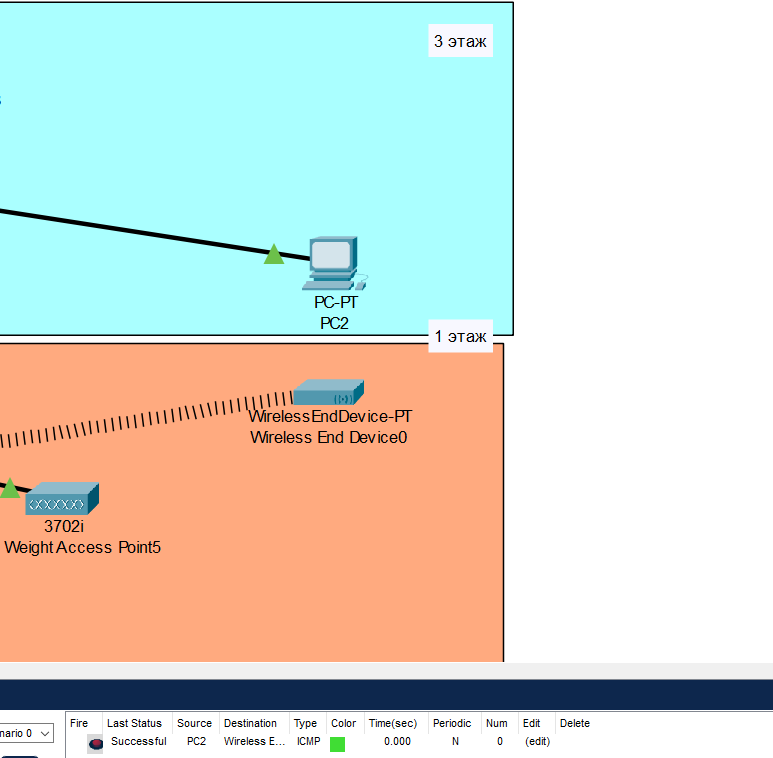 3 этаж
PC-PT
PC2
1 этаж
WirelessEndDevice-PT
Wireless End Device0
3702i
Weight Access Point5
nario 0
Fire Last Status Source Destination Type Color Time(sec) Periodic Num Edit Delete
Successful PC2 Wireless E... ICMP 0.000 N 0 (edit)